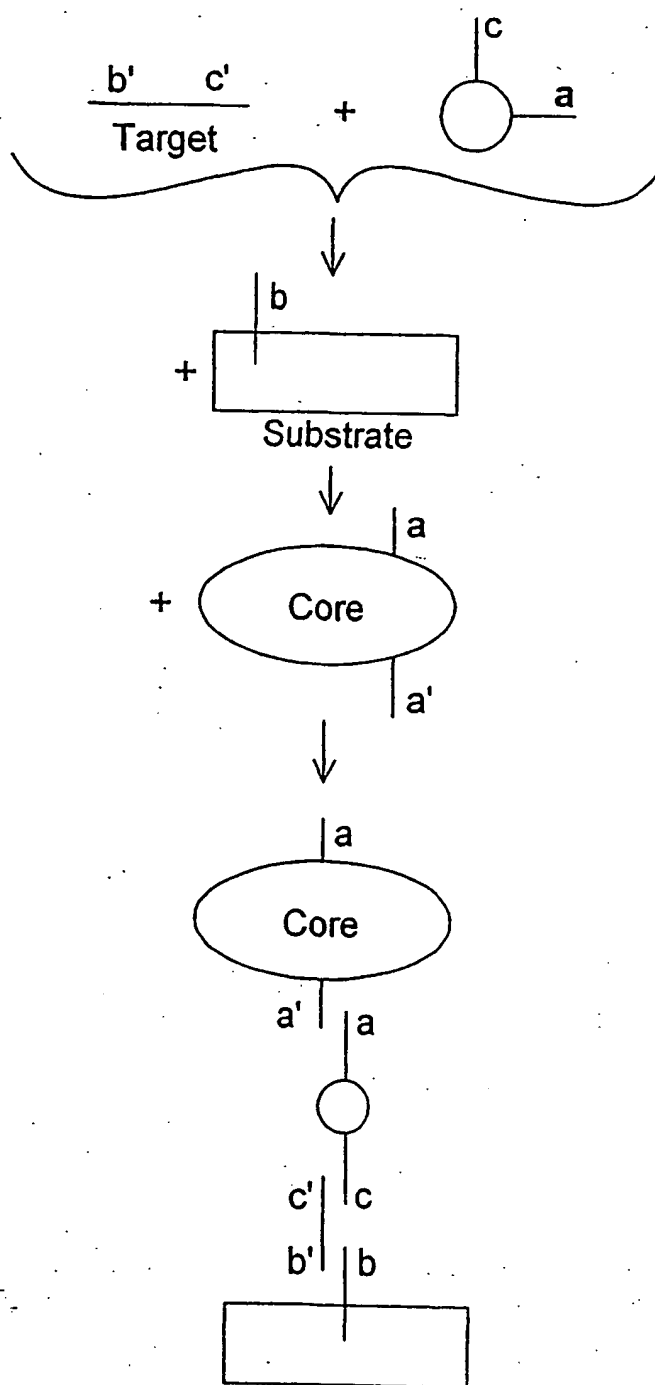 c
b' c' + a
Target
b
+
Substrate
a
+ Core
a'
a
Core
a' a
c' c
b' b